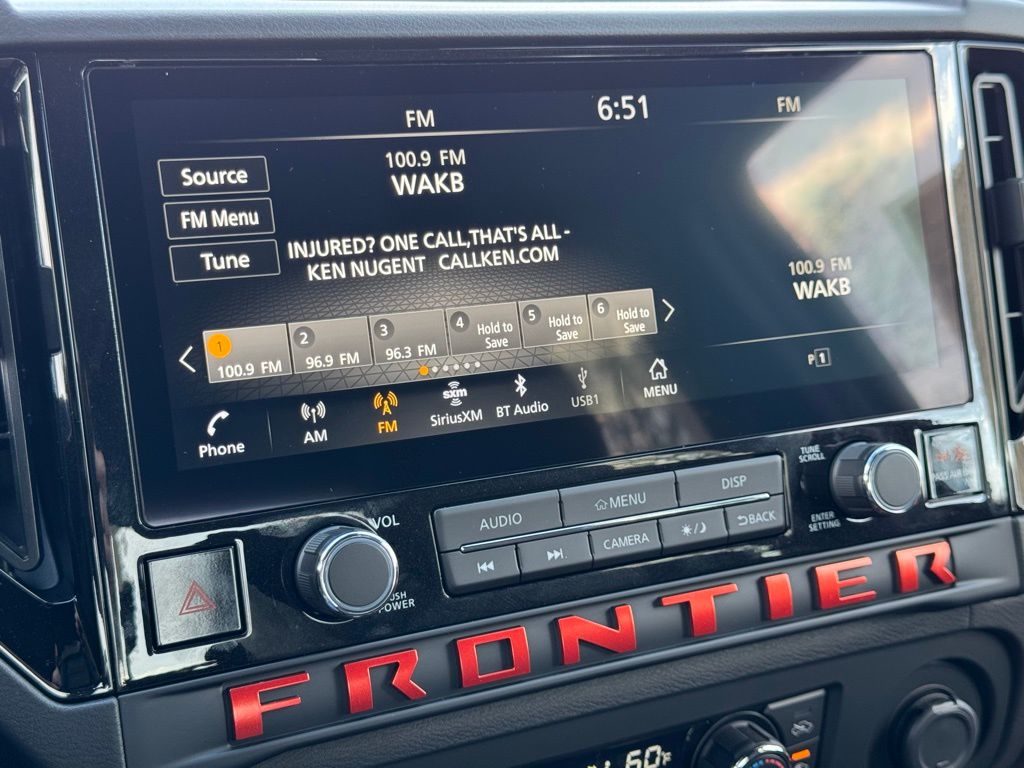 FM
6:51
FM
100.9 FM
WAKB
Source
FM Menu
Tune
INJURED? ONE CALL,THAT'S ALL -
KEN NUGENT CALLKEN.COM
100.9 FM
WAKB
1
100.9 FM
2
96.9 FM
3
96.3 FM
4
Hold to
Save
5
Hold to
Save
6
Hold to
Save
P1
Phone
AM
FM
sxm
SiriusXM
BT Audio
USB1
MENU
VOL
PUSH
POWER
AUDIO
MENU
DISP
CAMERA
BACK
TUNE
SCROLL
ENTER
SETTING
FRONTIER
60°F